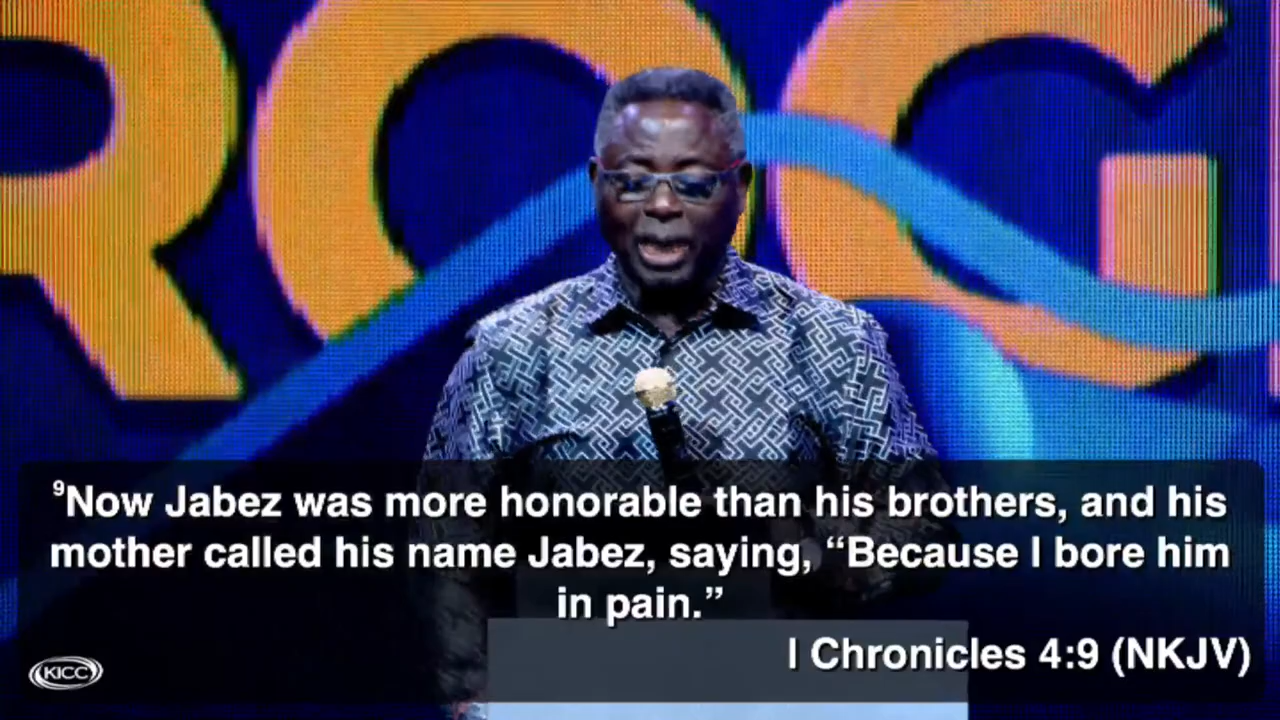 ROG
⁹Now Jabez was more honorable than his brothers, and his
mother called his name Jabez, saying, “Because I bore him
in pain.”
I Chronicles 4:9 (NKJV)
KICC